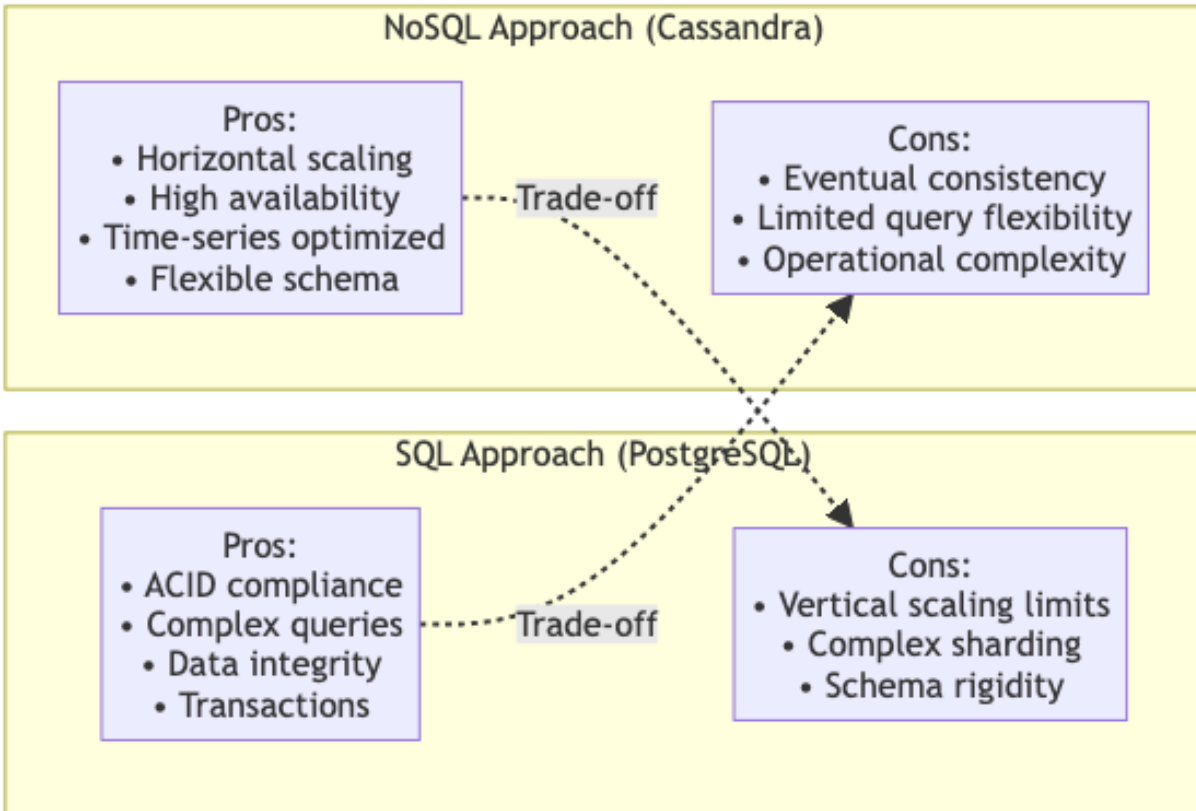 NoSQL Approach (Cassandra)
Pros:
• Horizontal scaling
• High availability
• Time-series optimized
• Flexible schema
Trade-off
Cons:
• Eventual consistency
• Limited query flexibility
• Operational complexity
SQL Approach (PostgreSQL)
Pros:
• ACID compliance
• Complex queries
• Data integrity
• Transactions
Trade-off
Cons:
• Vertical scaling limits
• Complex sharding
• Schema rigidity